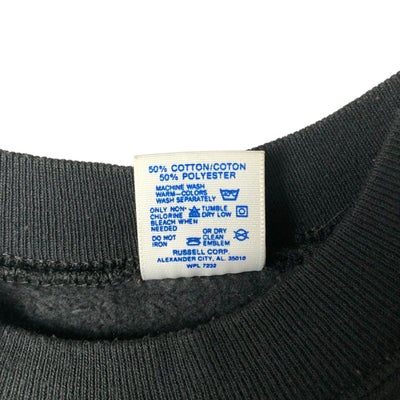 50% COTTON/COTON
50% POLYESTER
MACHINE WASH
WARM-COLORS
WASH SEPARATELY
ONLY NON-
CHLORINE
BLEACH WHEN
NEEDED
TUMBLE
DRY LOW
DO NOT
IRON
OR DRY
CLEAN
EMBLEM
RUSSELL CORP.
ALEXANDER CITY, AL. 35010
WPL 7233